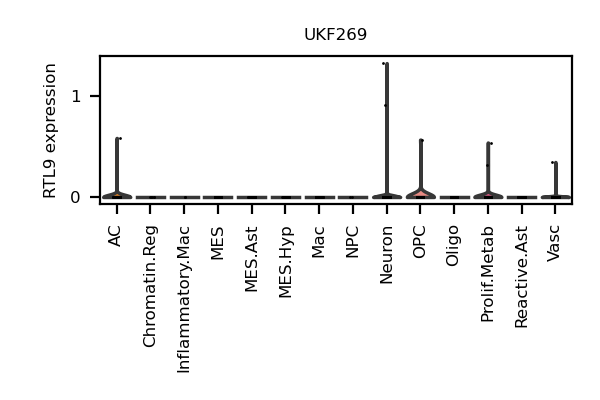 UKF269
RTL9 expression
1
0
AC
Chromatin.Reg
Inflammatory.Mac
MES
MES.Ast
MES.Hyp
Mac
NPC
Neuron
OPC
Oligo
Prolif.Metab
Reactive.Ast
Vasc